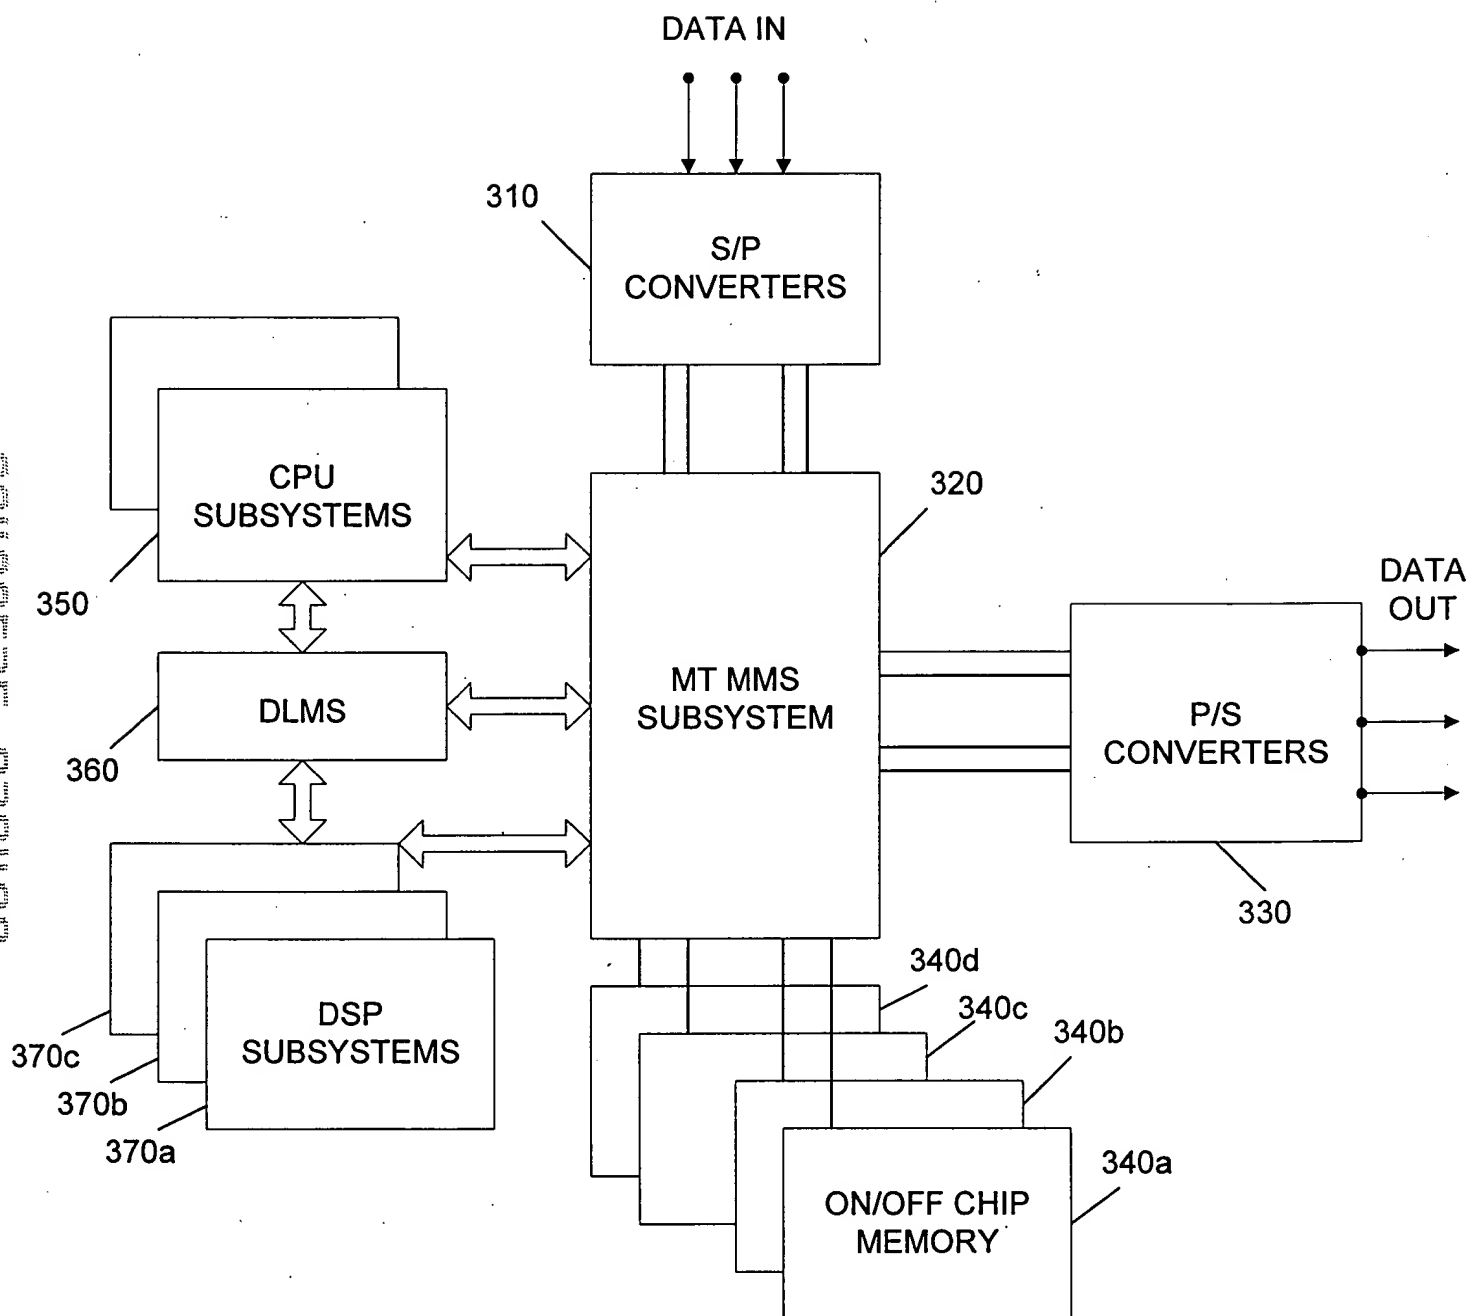 DATA IN
310
S/P
CONVERTERS
CPU
SUBSYSTEMS
350
320
DATA
OUT
MT MMS
SUBSYSTEM
DLMS
360
P/S
CONVERTERS
330
340d
340c
340b
340a
DSP
SUBSYSTEMS
370c
370b
370a
ON/OFF CHIP
MEMORY